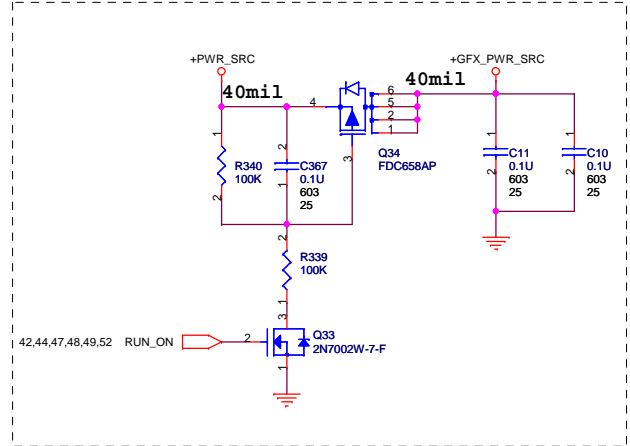 +PWR_SRC
+GFX_PWR_SRC
40mil
40mil
4
6
5
2
1
3
Q34
FDC658AP
1
R340
100K
2
2
C367
0.1U
603
25
1
1
C11
0.1U
603
25
2
1
C10
0.1U
603
25
2
2
R339
100K
1
3
Q33
2N7002W-7-F
42,44,47,48,49,52 RUN_ON
2
1